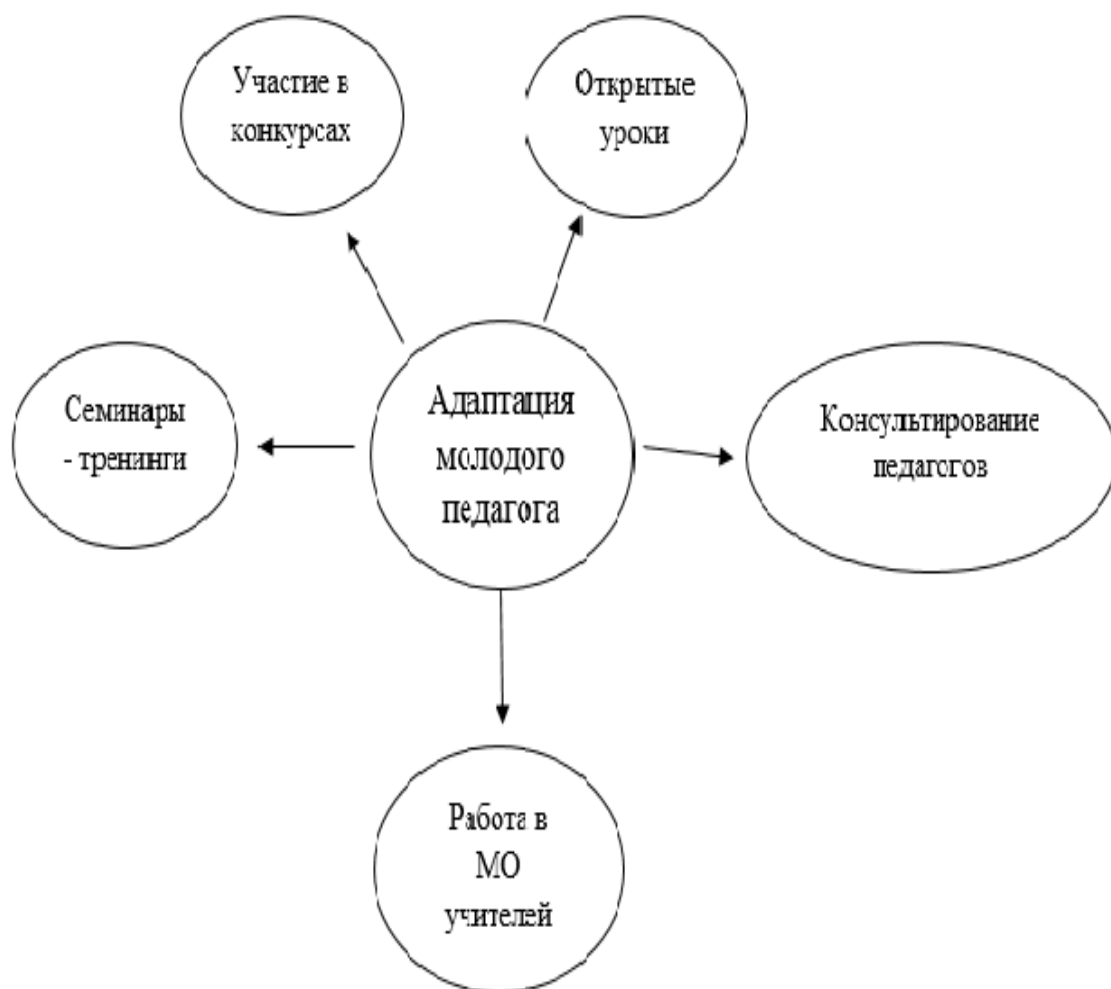 Участие в
конкурсах
Открытые
уроки
Семинары
- тренинги
Адаптация
молодого
педагога
Консультирование
педагогов
Работа в
МО
учителей